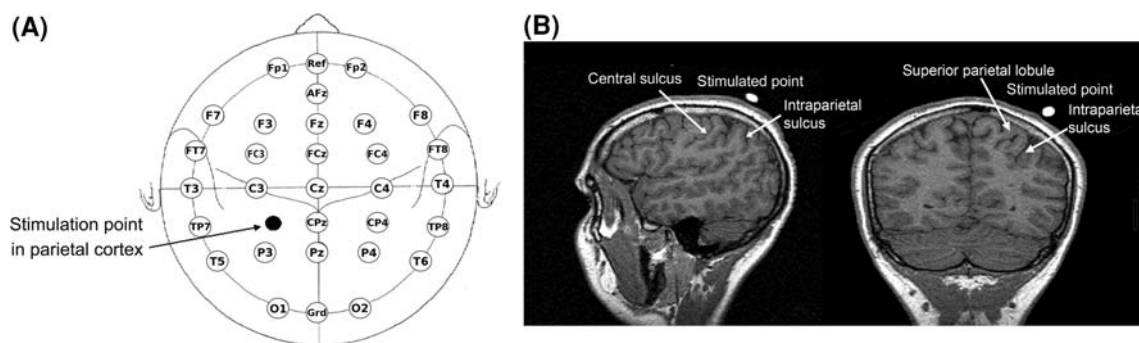 (A)
Fp1 Ref Fp2
AFz
F7 F3 Fz F4 F8
FT7 FC3 FCz FC4 FT8
T3 C3 Cz C4 T4
Stimulation point
in parietal cortex
TP7 CPz CP4 TP8
T5 P3 Pz P4 T6
O1 Grd O2
(B)
Central sulcus
Stimulated point
Intraparietal
sulcus
Superior parietal lobule
Stimulated point
Intraparietal
sulcus